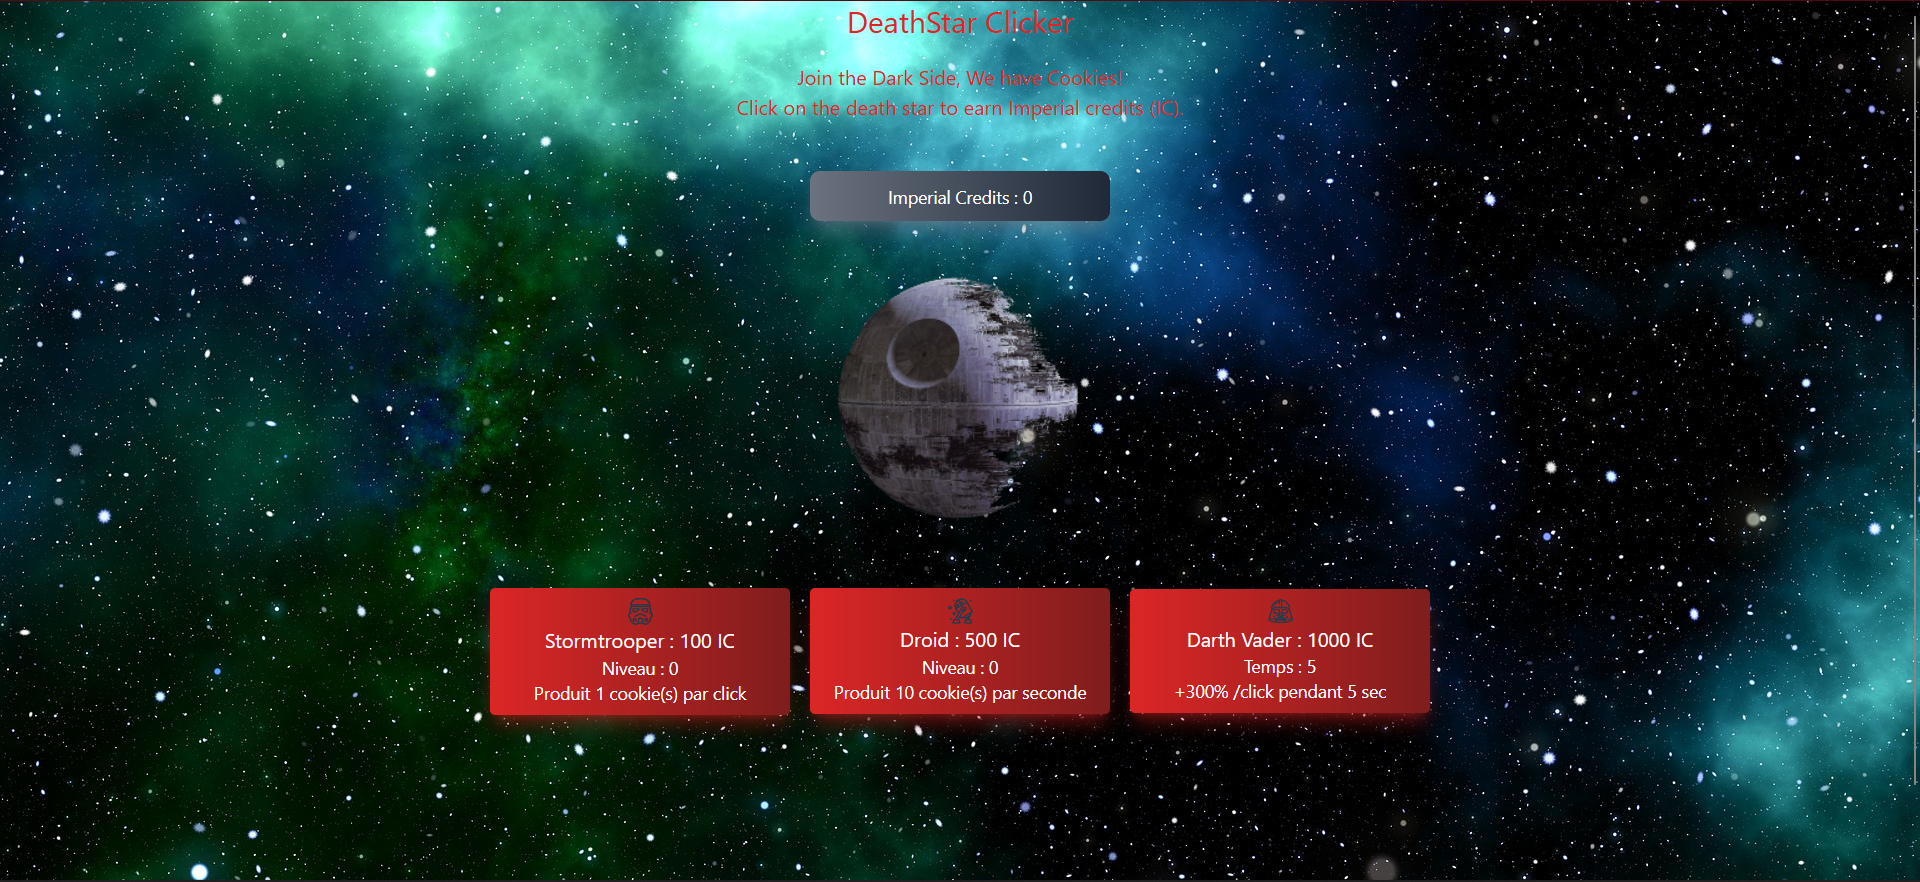 DeathStar Clicker
Join the Dark Side, We have Cookies!
Click on the death star to earn Imperial credits (IC).
Imperial Credits : 0
Stormtrooper : 100 IC
Niveau : 0
Produit 1 cookie(s) par click
Droid : 500 IC
Niveau : 0
Produit 10 cookie(s) par seconde
Darth Vader : 1000 IC
Temps : 5
+300% /click pendant 5 sec